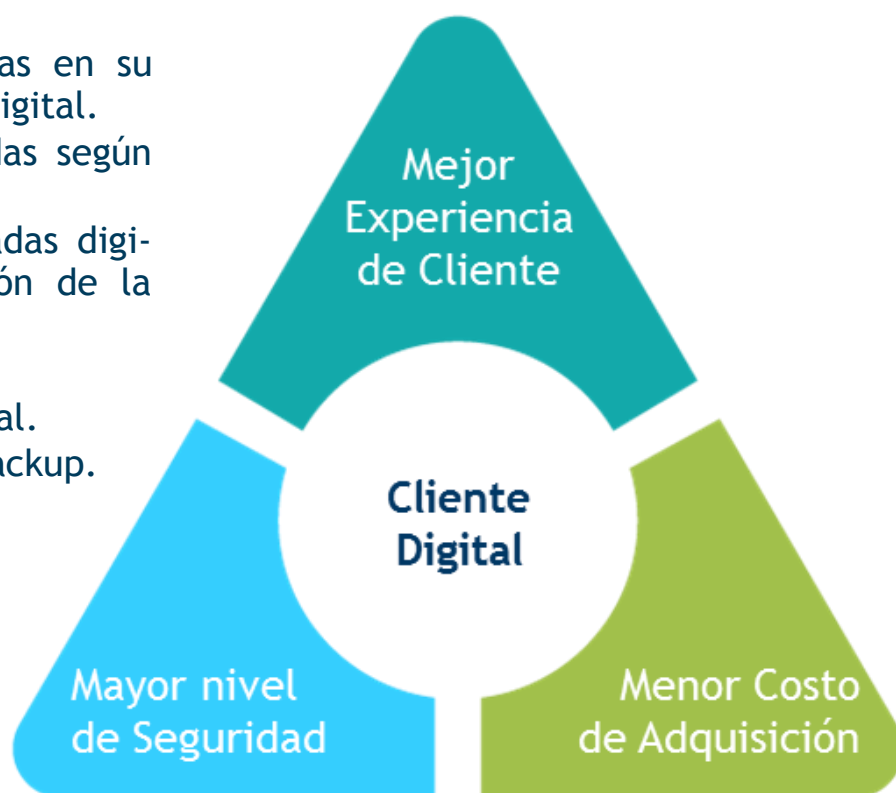 as en su
igital.
las según
adas digi-
ón de la
al.
ackup.
Mejor
Experiencia
de Cliente
Cliente
Digital
Mayor nivel
de Seguridad
Menor Costo
de Adquisición